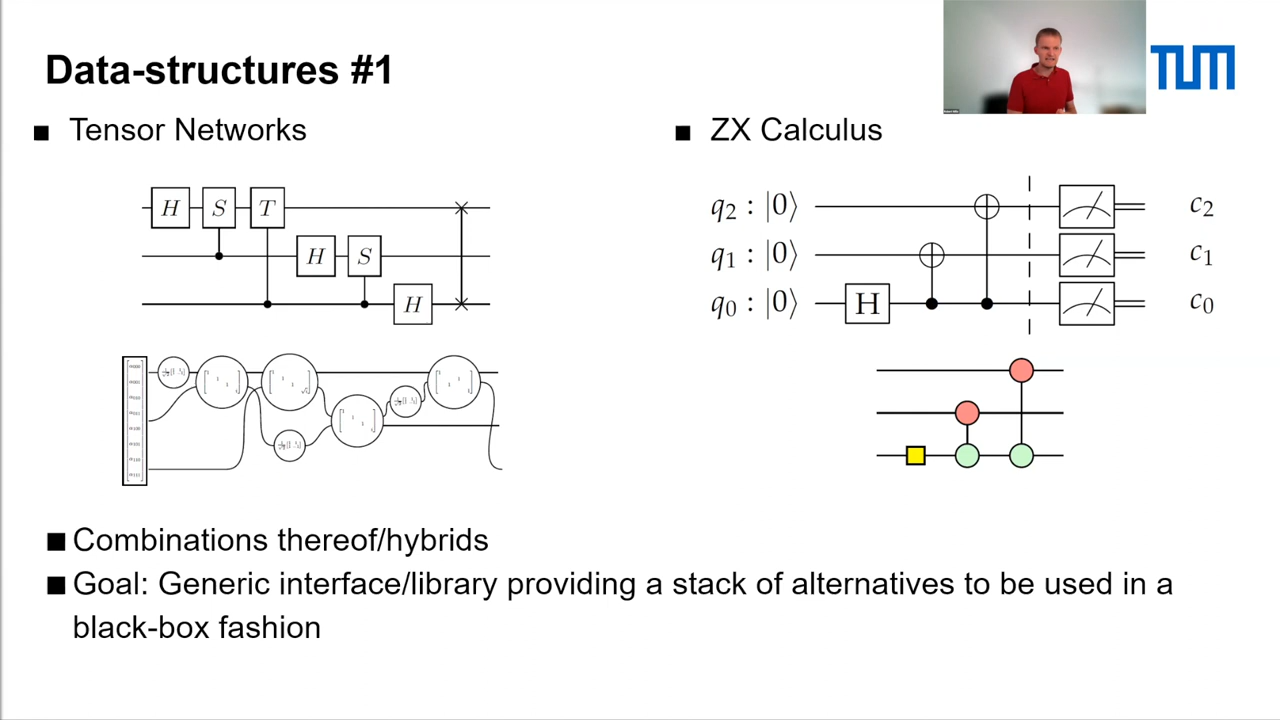 Data-structures #1
TUM
■ Tensor Networks
H S T
H S
H
■ ZX Calculus
q₂ : |0⟩ c₂
q₁ : |0⟩ c₁
q₀ : |0⟩ H c₀
■ Combinations thereof/hybrids
■ Goal: Generic interface/library providing a stack of alternatives to be used in a
black-box fashion